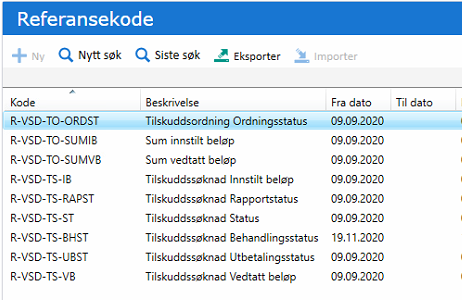 Referansekode
Ny Nytt søk Siste søk Eksporter Importer
Kode Beskrivelse Fra dato Til dato
R-VSD-TO-ORDST Tilskuddsordning Ordningsstatus 09.09.2020
R-VSD-TO-SUMIB Sum innstilt beløp 09.09.2020
R-VSD-TO-SUMVB Sum vedtatt beløp 09.09.2020
R-VSD-TS-IB Tilskuddssøknad Innstilt beløp 09.09.2020
R-VSD-TS-RAPST Tilskuddssøknad Rapportstatus 09.09.2020
R-VSD-TS-ST Tilskuddssøknad Status 09.09.2020
R-VSD-TS-BHST Tilskuddssøknad Behandlingsstatus 19.11.2020
R-VSD-TS-UBST Tilskuddssøknad Utbetalingsstatus 09.09.2020
R-VSD-TS-VB Tilskuddssøknad Vedtatt beløp 09.09.2020